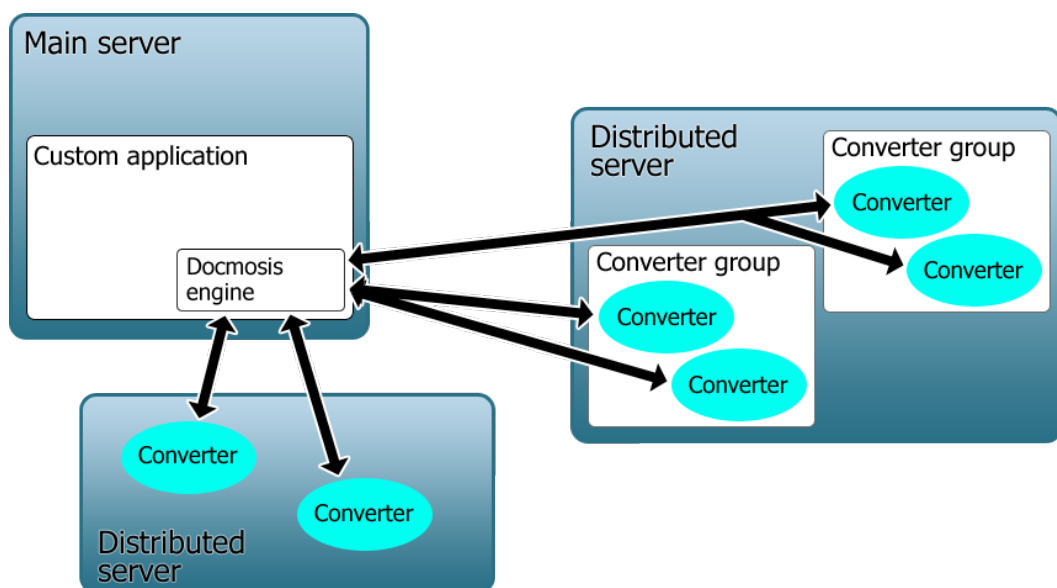 Main server
Custom application
Docmosis
engine
Distributed
server
Converter group
Converter
Converter
Converter group
Converter
Converter
Converter
Converter
Distributed
server